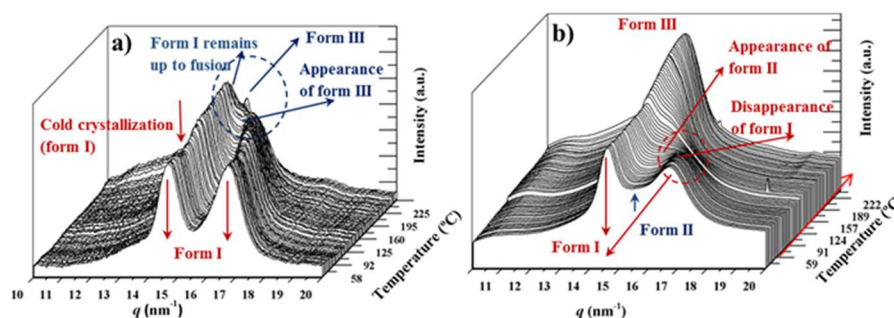 a)
Form I remains
up to fusion
Form III
Appearance
of form III
Cold crystallization
(form I)
Form I
Intensity (a.u.)
Temperature (ºC)
58
92
125
160
195
225
10 11 12 13 14 15 16 17 18 19 20
q (nm-1)
b)
Form III
Appearance of
form II
Disappearance
of form I
Form I
Form II
Intensity (a.u.)
Temperature (ºC)
59
91
124
157
189
222
11 12 13 14 15 16 17 18 19 20
q (nm-1)